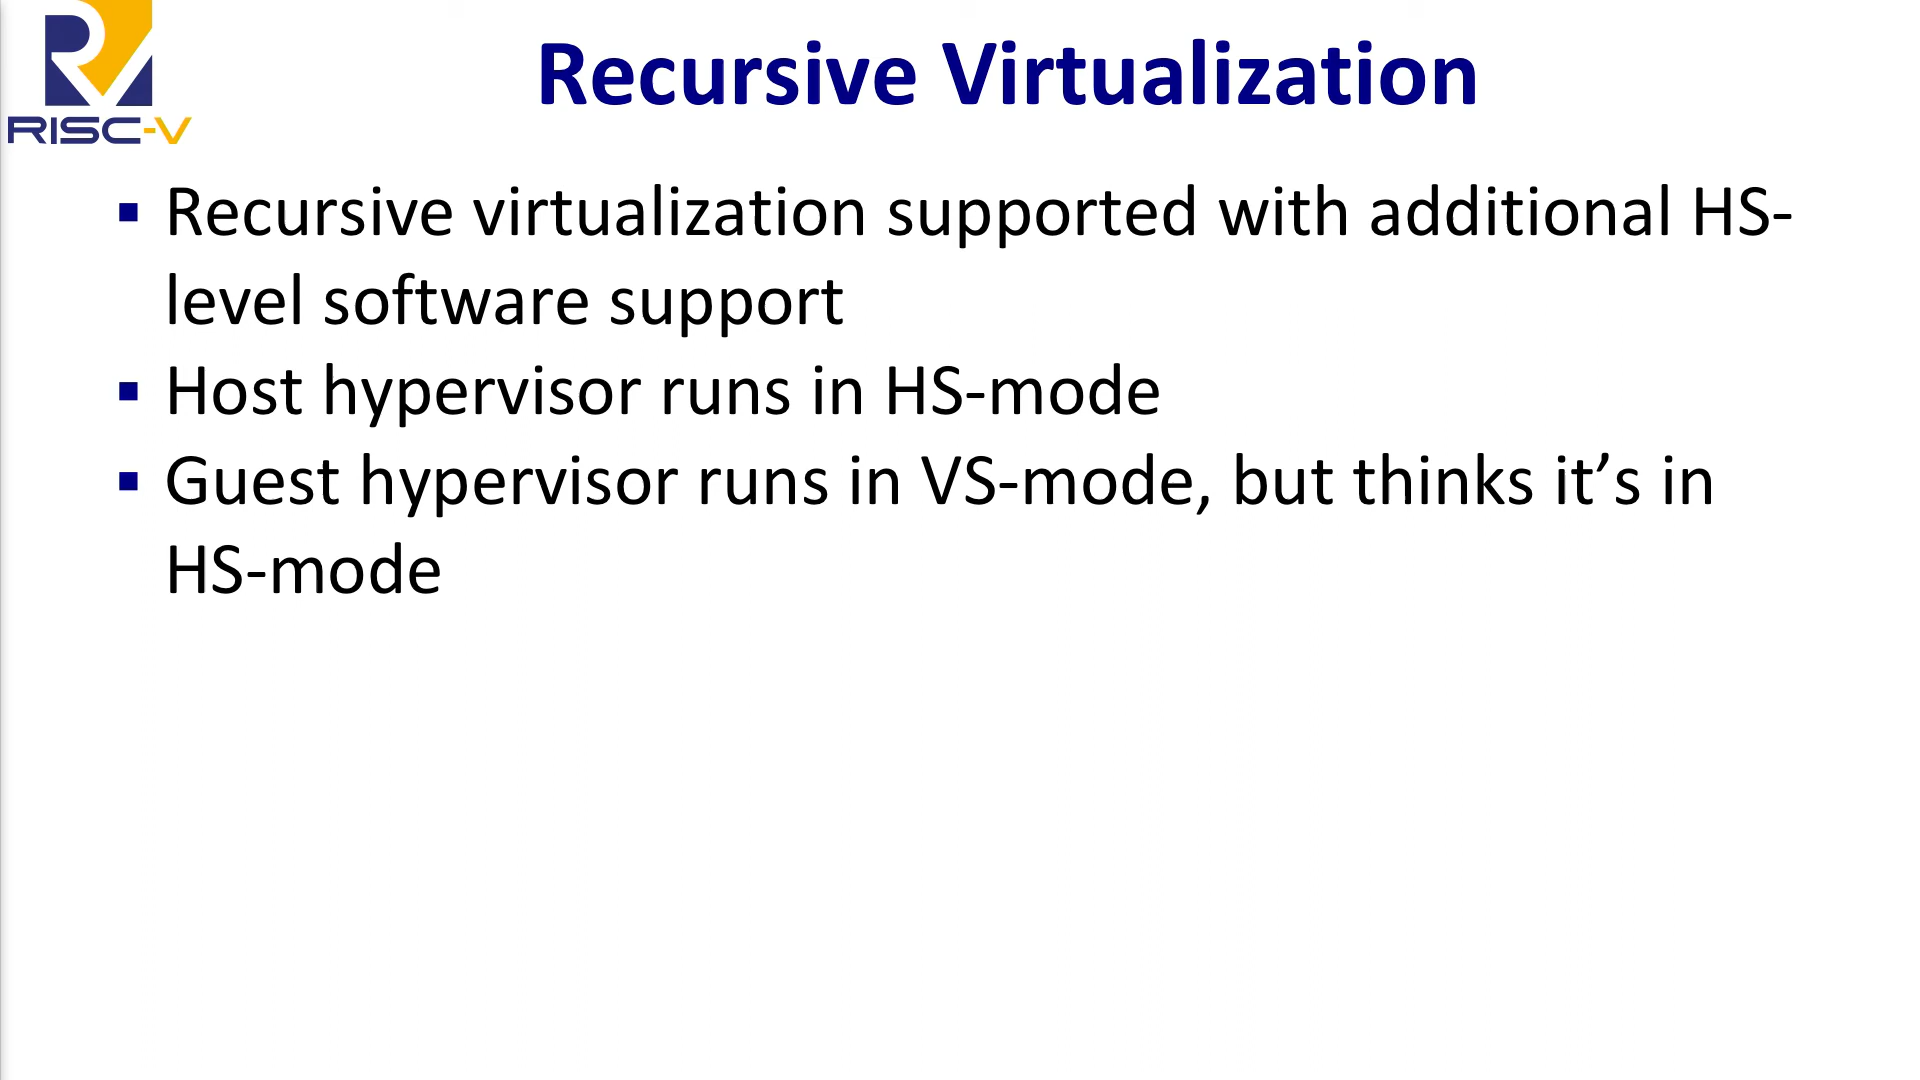 RISC-V
Recursive Virtualization
▪ Recursive virtualization supported with additional HS-
level software support
▪ Host hypervisor runs in HS-mode
▪ Guest hypervisor runs in VS-mode, but thinks it’s in
HS-mode